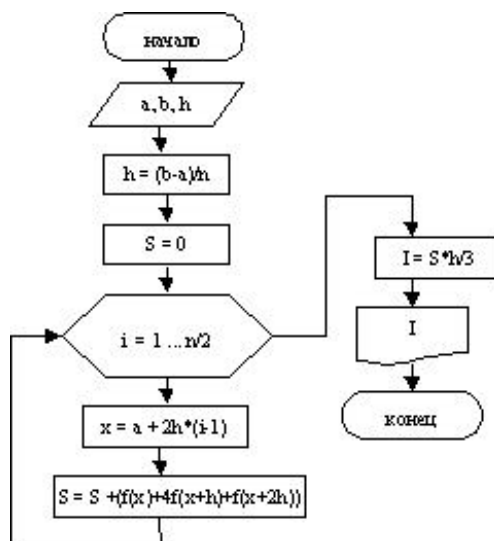 начало
a, b, h
h = (b-a)/n
S = 0
i = 1 ...n/2
x = a + 2h*(i-1)
S = S +(f(x)+4f(x+h)+f(x+2h))
I = S*h/3
I
конец